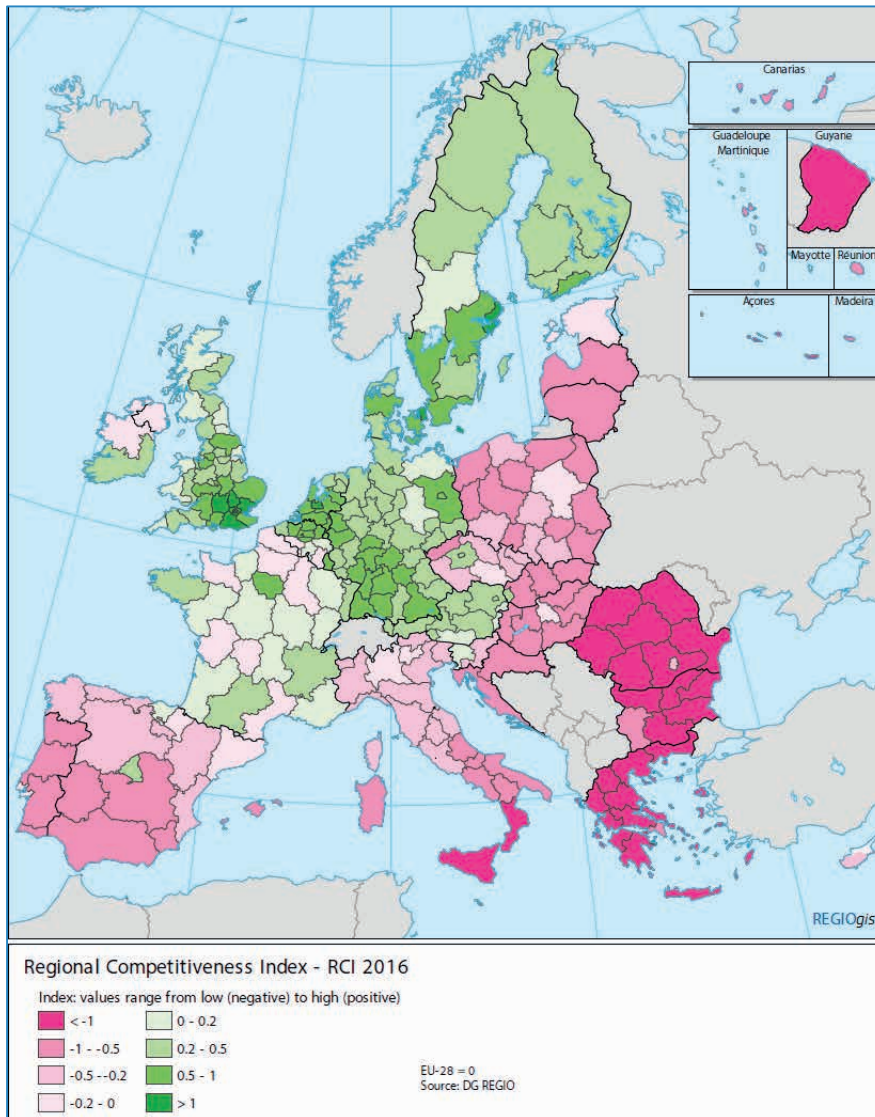 Canarias
Guadeloupe
Martinique
Guyane
Mayotte
Réunion
Açores
Madeira
REGIOgis
Regional Competitiveness Index - RCI 2016
Index: values range from low (negative) to high (positive)
< -1
-1 - -0.5
-0.5 --0.2
-0.2 - 0
0 - 0.2
0.2 - 0.5
0.5 - 1
> 1
EU-28 = 0
Source: DG REGIO